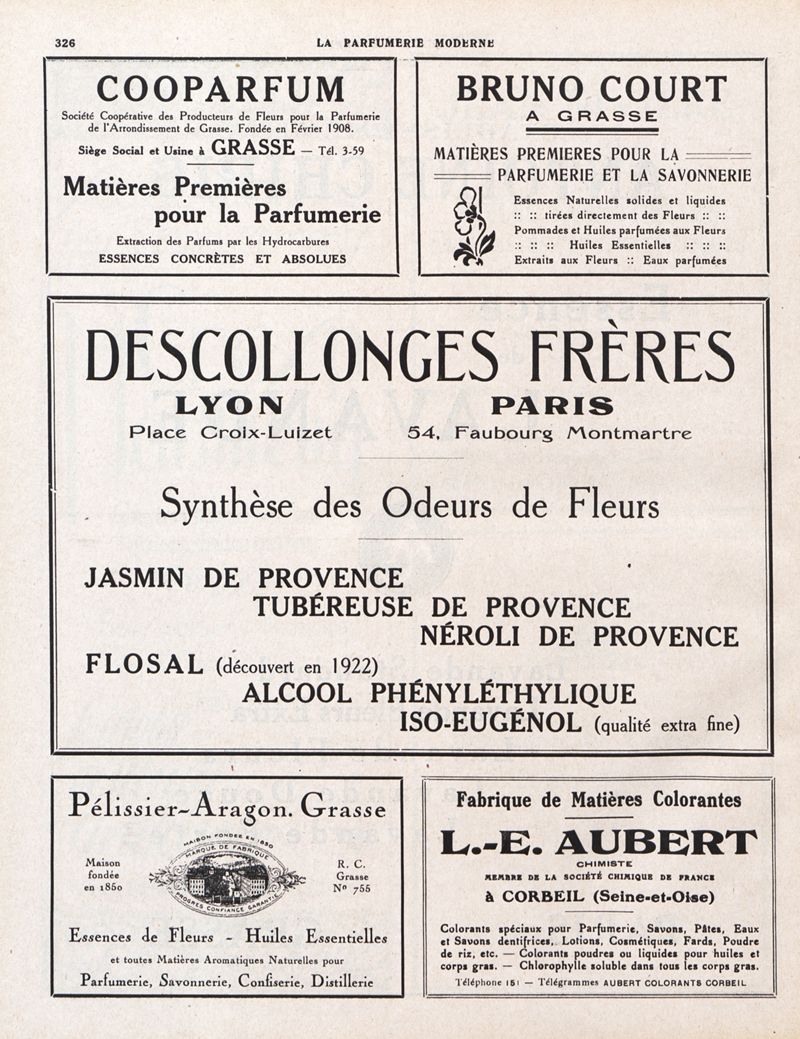 326
LA PARFUMERIE MODERNE
COOPARFUM
Société Coopérative des Producteurs de Fleurs pour la Parfumerie
de l'Arrondissement de Grasse. Fondée en Février 1908.
Siège Social et Usine à GRASSE — Tél. 3-59
Matières Premières
pour la Parfumerie
Extraction des Parfums par les Hydrocarbures
ESSENCES CONCRÈTES ET ABSOLUES
BRUNO COURT
A GRASSE
MATIÈRES PREMIERES POUR LA
PARFUMERIE ET LA SAVONNERIE
Essences Naturelles solides et liquides
:: :: tirées directement des Fleurs :: ::
Pommades et Huiles parfumées aux Fleurs
:: :: :: Huiles Essentielles :: :: ::
Extraits aux Fleurs :: Eaux parfumées
DESCOLLONGES FRÈRES
LYON
Place Croix-Luizet
PARIS
54, Faubourg Montmartre
Synthèse des Odeurs de Fleurs
JASMIN DE PROVENCE
TUBÉREUSE DE PROVENCE
NÉROLI DE PROVENCE
FLOSAL (découvert en 1922)
ALCOOL PHÉNYLÉTHYLIQUE
ISO-EUGÉNOL (qualité extra fine)
Pélissier-Aragon. Grasse
Maison
fondée
en 1850
MAISON FONDÉE EN 1850
MARQUE DE FABRIQUE
PROGRÈS CONFIANCE GARANTIE
R. C.
Grasse
Nº 755
Essences de Fleurs - Huiles Essentielles
et toutes Matières Aromatiques Naturelles pour
Parfumerie, Savonnerie, Confiserie, Distillerie
Fabrique de Matières Colorantes
L.-E. AUBERT
CHIMISTE
MEMBRE DE LA SOCIÉTÉ CHIMIQUE DE FRANCE
à CORBEIL (Seine-et-Oise)
Colorants spéciaux pour Parfumerie, Savons, Pâtes, Eaux
et Savons dentifrices, Lotions, Cosmétiques, Fards, Poudre
de riz, etc. — Colorants poudres ou liquides pour huiles et
corps gras. — Chlorophylle soluble dans tous les corps gras.
Téléphone 151 — Télégrammes AUBERT COLORANTS CORBEIL